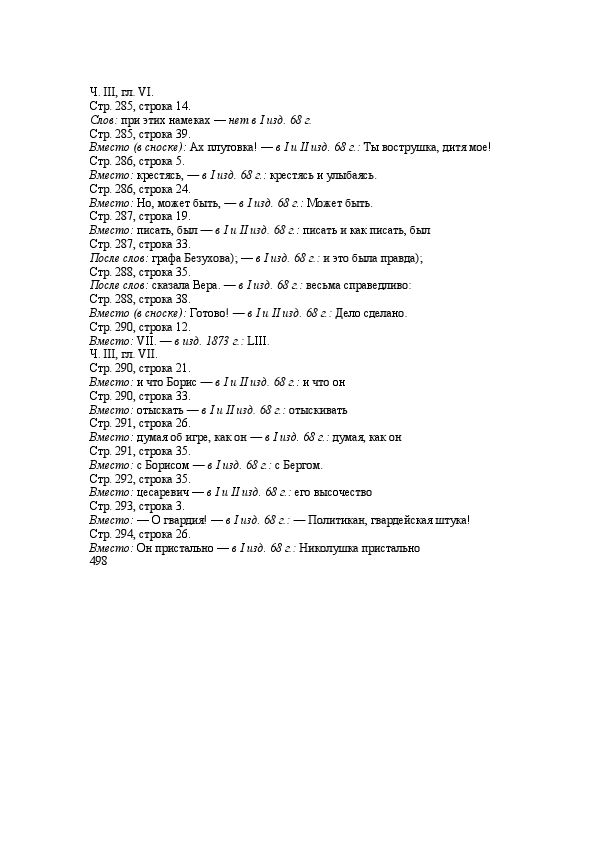 Ч. III, гл. VI.
Стр. 285, строка 14.
Слов: при этих намеках — нет в I изд. 68 г.
Стр. 285, строка 39.
Вместо (в сноске): Ах плутовка! — в I и II изд. 68 г.: Ты вострушка, дитя мое!
Стр. 286, строка 5.
Вместо: крестясь, — в I изд. 68 г.: крестясь и улыбаясь.
Стр. 286, строка 24.
Вместо: Но, может быть, — в I изд. 68 г.: Может быть.
Стр. 287, строка 19.
Вместо: писать, был — в I и II изд. 68 г.: писать и как писать, был
Стр. 287, строка 33.
После слов: графа Безухова); — в I изд. 68 г.: и это была правда);
Стр. 288, строка 35.
После слов: сказала Вера. — в I изд. 68 г.: весьма справедливо:
Стр. 288, строка 38.
Вместо (в сноске): Готово! — в I и II изд. 68 г.: Дело сделано.
Стр. 290, строка 12.
Вместо: VII. — в изд. 1873 г.: LIII.
Ч. III, гл. VII.
Стр. 290, строка 21.
Вместо: и что Борис — в I и II изд. 68 г.: и что он
Стр. 290, строка 33.
Вместо: отыскать — в I и II изд. 68 г.: отыскивать
Стр. 291, строка 26.
Вместо: думая об игре, как он — в I изд. 68 г.: думая, как он
Стр. 291, строка 35.
Вместо: с Борисом — в I изд. 68 г.: с Бергом.
Стр. 292, строка 35.
Вместо: цесаревич — в I и II изд. 68 г.: его высочество
Стр. 293, строка 3.
Вместо: — О гвардия! — в I изд. 68 г.: — Политикан, гвардейская штука!
Стр. 294, строка 26.
Вместо: Он пристально — в I изд. 68 г.: Николушка пристально
498